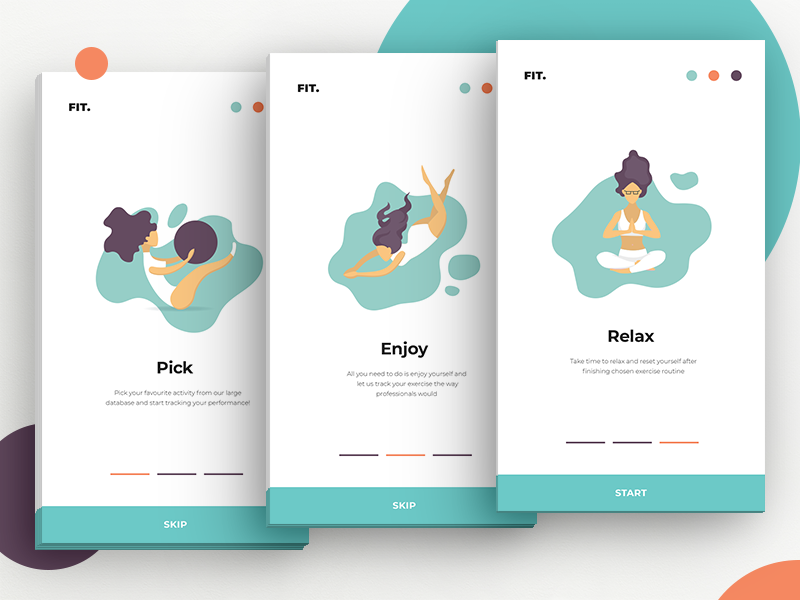 FIT.
Pick
Pick your favourite activity from our large
database and start tracking your performance!
SKIP
FIT.
Enjoy
All you need to do is enjoy yourself and
let us track your exercise the way
professionals would
SKIP
FIT.
Relax
Take time to relax and reset yourself after
finishing chosen exercise routine
START